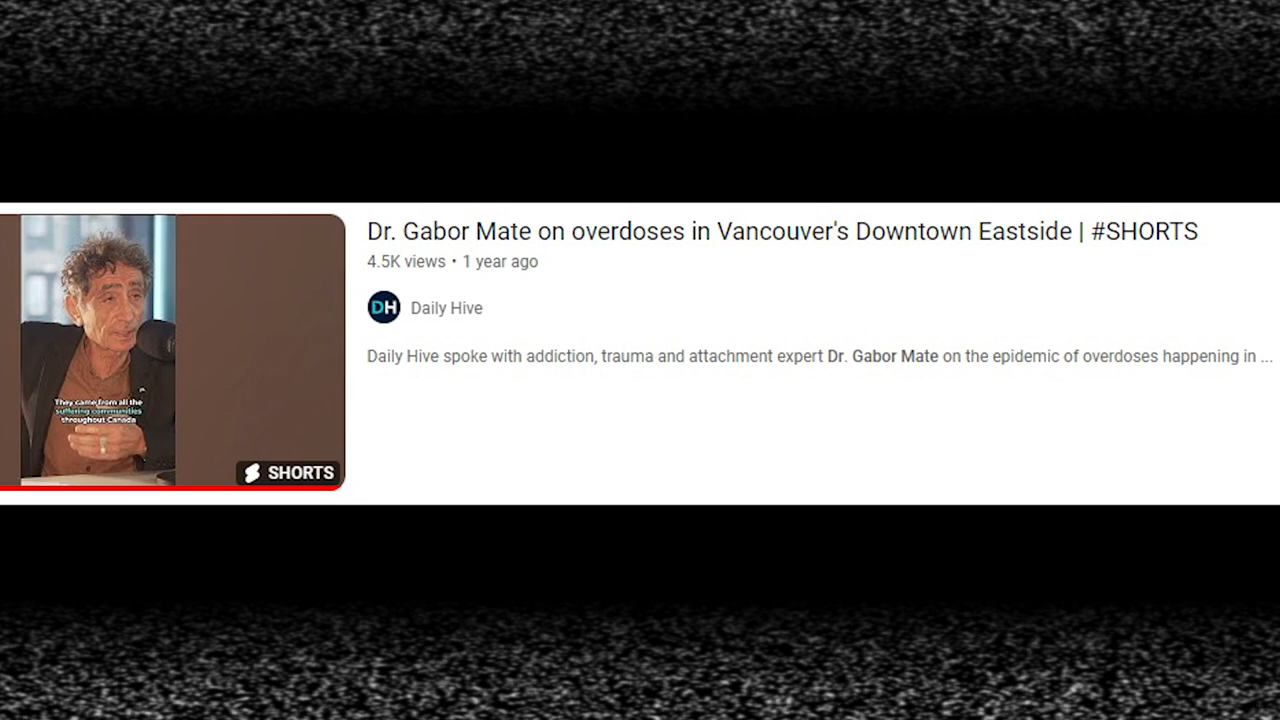 Dr. Gabor Mate on overdoses in Vancouver's Downtown Eastside | #SHORTS
4.5K views • 1 year ago
DH Daily Hive
Daily Hive spoke with addiction, trauma and attachment expert Dr. Gabor Mate on the epidemic of overdoses happening in ...
They came from all the
suffering communities
throughout Canada
SHORTS